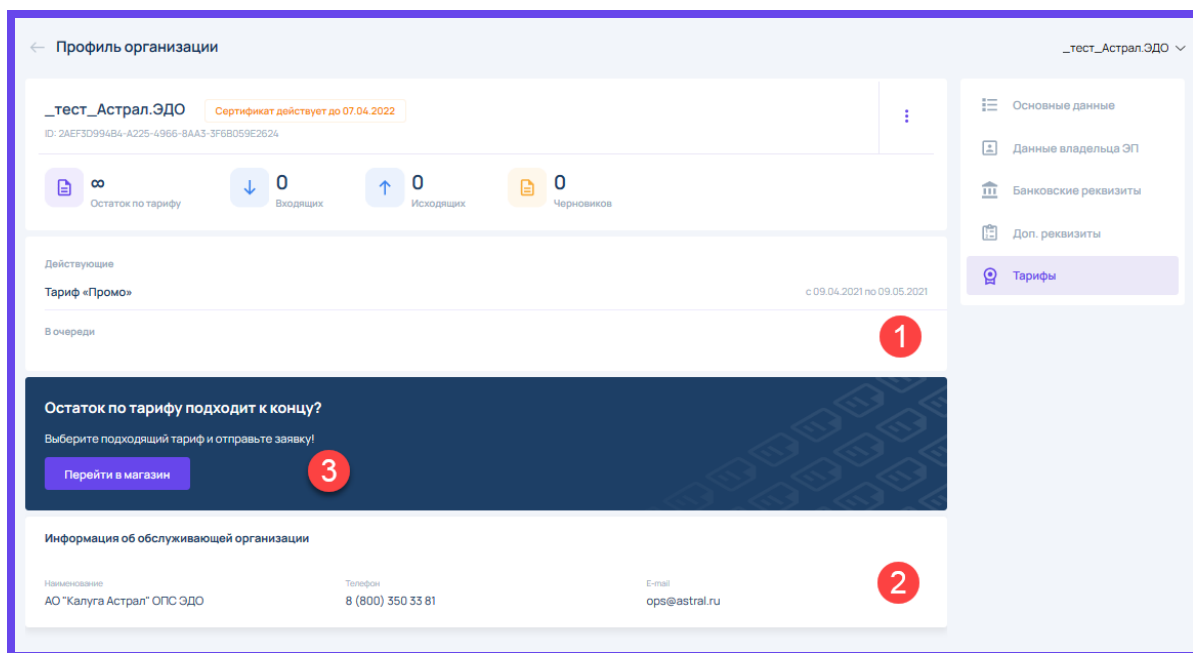 Профиль организации
_тест_Астрал.ЭДО
_тест_Астрал.ЭДО
Сертификат действует до 07.04.2022
ID: 2AEF3D994B4-A225-4966-8AA3-3F6B059E2624
∞
Остаток по тарифу
0
Входящих
0
Исходящих
0
Черновиков
Действующие
Тариф «Промо»
с 09.04.2021 по 09.05.2021
В очереди
1
Остаток по тарифу подходит к концу?
Выберите подходящий тариф и отправьте заявку!
Перейти в магазин
3
Информация об обслуживающей организации
Наименование
АО "Калуга Астрал" ОПС ЭДО
Телефон
8 (800) 350 33 81
E-mail
ops@astral.ru
2
Основные данные
Данные владельца ЭП
Банковские реквизиты
Доп. реквизиты
Тарифы